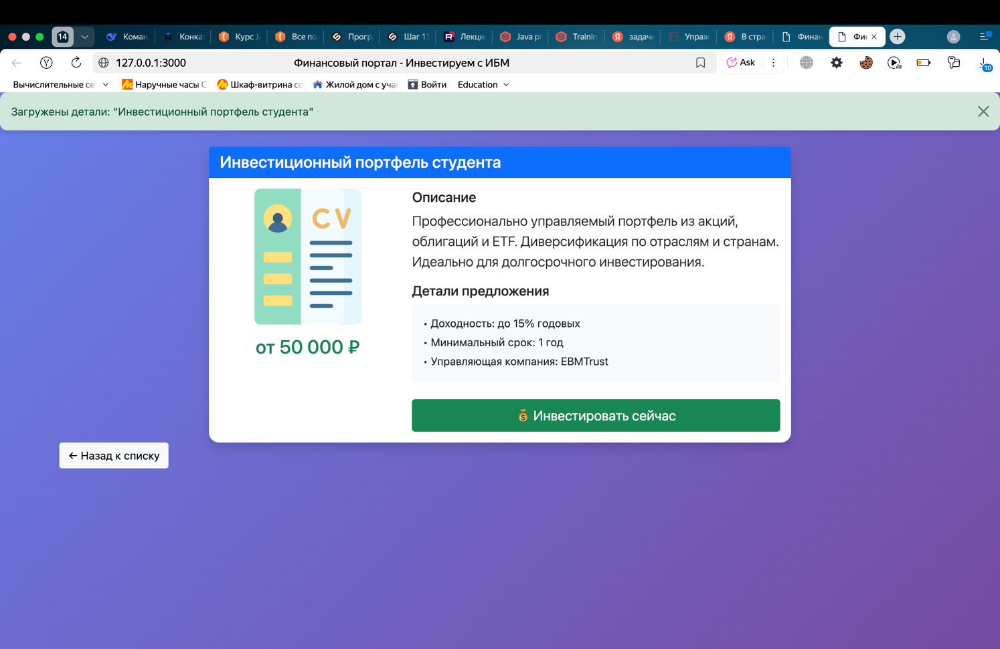 14
Коман
Конка
Курс J
Все по
Прогр
Шаг 13
Лекци
Java pr
Trainin
задачи
Упраж
В стра
Финан
Фин
127.0.0.1:3000
Финансовый портал - Инвестируем с ИБМ
Ask
10
Вычислительные се
Наручные часы С
Шкаф-витрина со
Жилой дом с учас
Войти
Education
Загружены детали: "Инвестиционный портфель студента"
Инвестиционный портфель студента
CV
от 50 000 ₽
Описание
Профессионально управляемый портфель из акций,
облигаций и ETF. Диверсификация по отраслям и странам.
Идеально для долгосрочного инвестирования.
Детали предложения
• Доходность: до 15% годовых
• Минимальный срок: 1 год
• Управляющая компания: EBMTrust
💰 Инвестировать сейчас
← Назад к списку